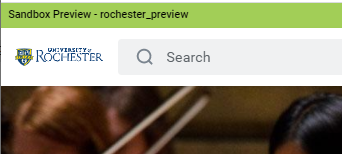 Sandbox Preview - rochester_preview
UNIVERSITY of
ROCHESTER
Search